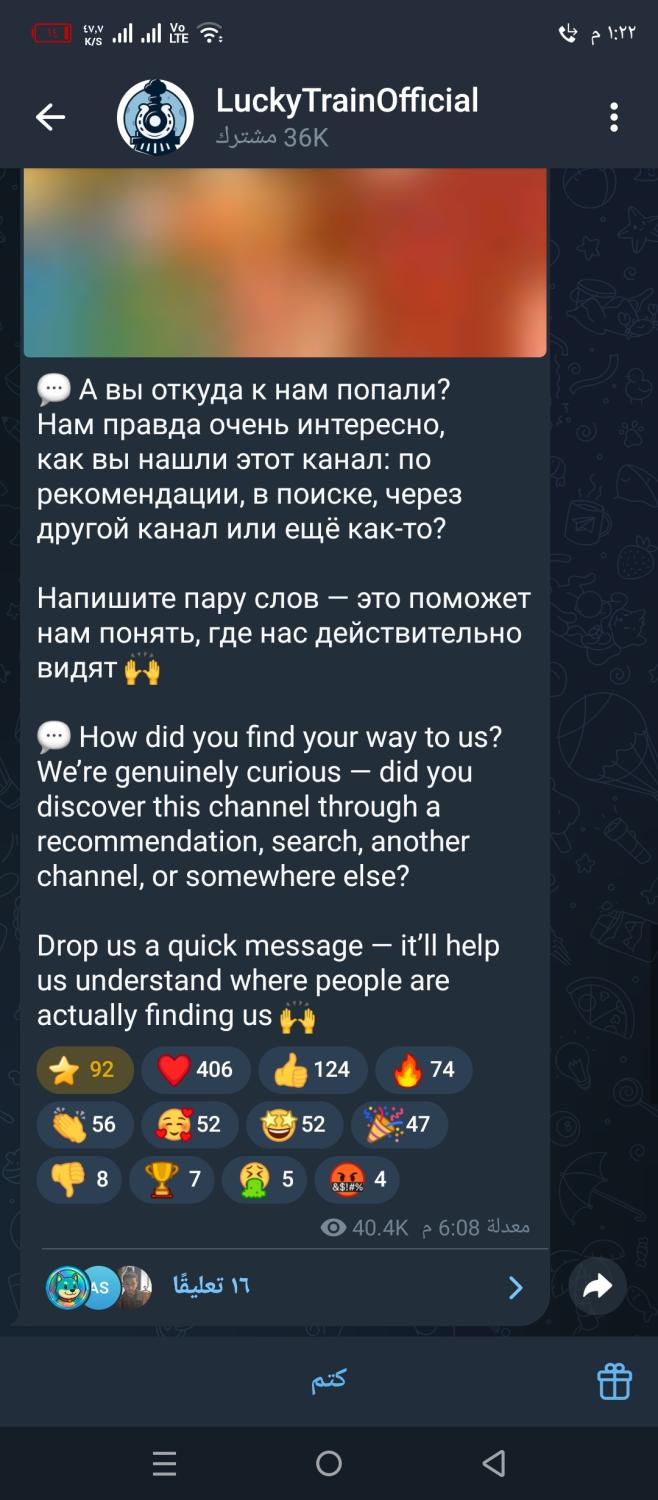 ١٤ ٤٧,٧ K/S Vo LTE ١:٢٢ م
LuckyTrainOfficial
36K مشترك
А вы откуда к нам попали?
Нам правда очень интересно,
как вы нашли этот канал: по
рекомендации, в поиске, через
другой канал или ещё как-то?
Напишите пару слов — это поможет
нам понять, где нас действительно
видят 🙌
How did you find your way to us?
We’re genuinely curious — did you
discover this channel through a
recommendation, search, another
channel, or somewhere else?
Drop us a quick message — it’ll help
us understand where people are
actually finding us 🙌
⭐ 92 ❤️ 406 👍 124 🔥 74
👏 56 🥰 52 🤩 52 🎉 47
👎 8 🏆 7 🤮 5 🤬 4
40.4K معدلة 6:08 م
AS ١٦ تعليقًا
كتم